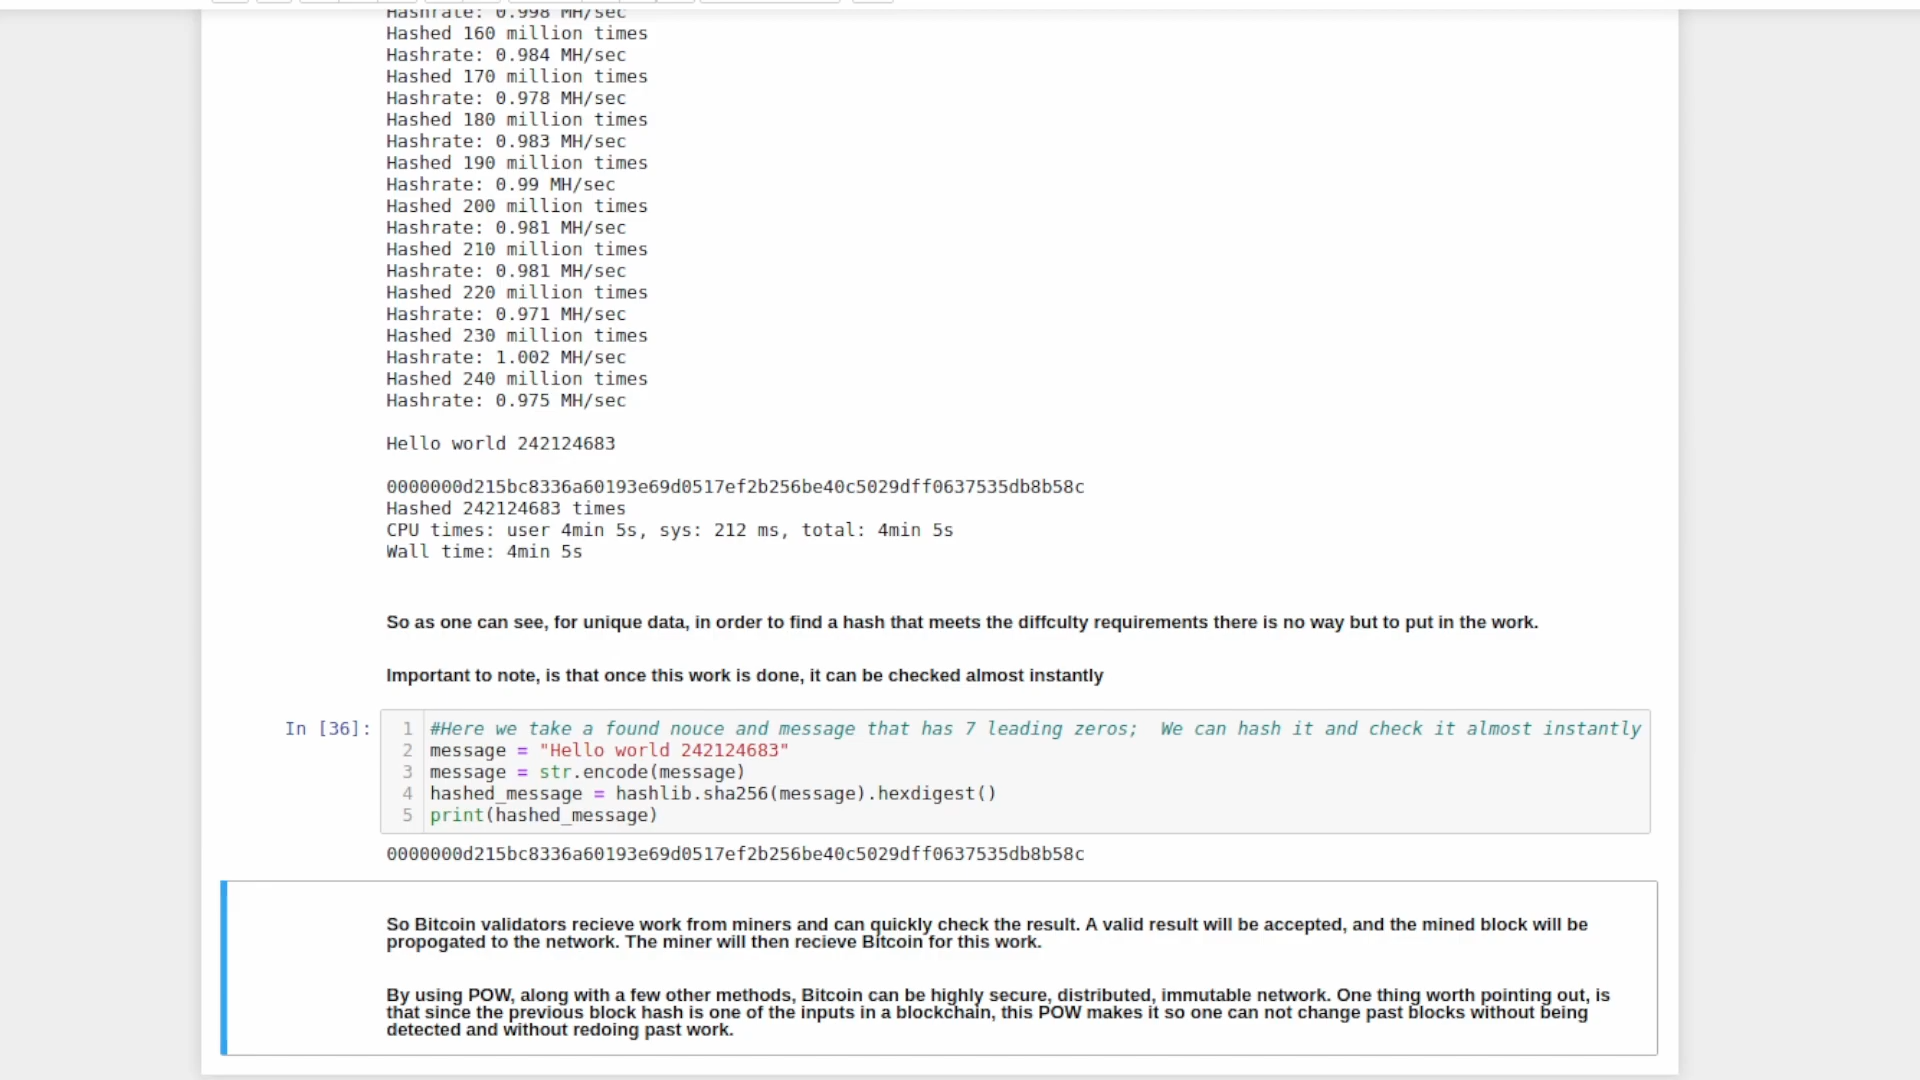 Hashrate: 0.998 MH/sec
Hashed 160 million times
Hashrate: 0.984 MH/sec
Hashed 170 million times
Hashrate: 0.978 MH/sec
Hashed 180 million times
Hashrate: 0.983 MH/sec
Hashed 190 million times
Hashrate: 0.99 MH/sec
Hashed 200 million times
Hashrate: 0.981 MH/sec
Hashed 210 million times
Hashrate: 0.981 MH/sec
Hashed 220 million times
Hashrate: 0.971 MH/sec
Hashed 230 million times
Hashrate: 1.002 MH/sec
Hashed 240 million times
Hashrate: 0.975 MH/sec
Hello world 242124683
0000000d215bc8336a60193e69d0517ef2b256be40c5029dff0637535db8b58c
Hashed 242124683 times
CPU times: user 4min 5s, sys: 212 ms, total: 4min 5s
Wall time: 4min 5s
So as one can see, for unique data, in order to find a hash that meets the diffculty requirements there is no way but to put in the work.
Important to note, is that once this work is done, it can be checked almost instantly
In [36]:
1 #Here we take a found nouce and message that has 7 leading zeros;  We can hash it and check it almost instantly
2 message = "Hello world 242124683"
3 message = str.encode(message)
4 hashed_message = hashlib.sha256(message).hexdigest()
5 print(hashed_message)
0000000d215bc8336a60193e69d0517ef2b256be40c5029dff0637535db8b58c
So Bitcoin validators recieve work from miners and can quickly check the result. A valid result will be accepted, and the mined block will be
propogated to the network. The miner will then recieve Bitcoin for this work.
By using POW, along with a few other methods, Bitcoin can be highly secure, distributed, immutable network. One thing worth pointing out, is
that since the previous block hash is one of the inputs in a blockchain, this POW makes it so one can not change past blocks without being
detected and without redoing past work.